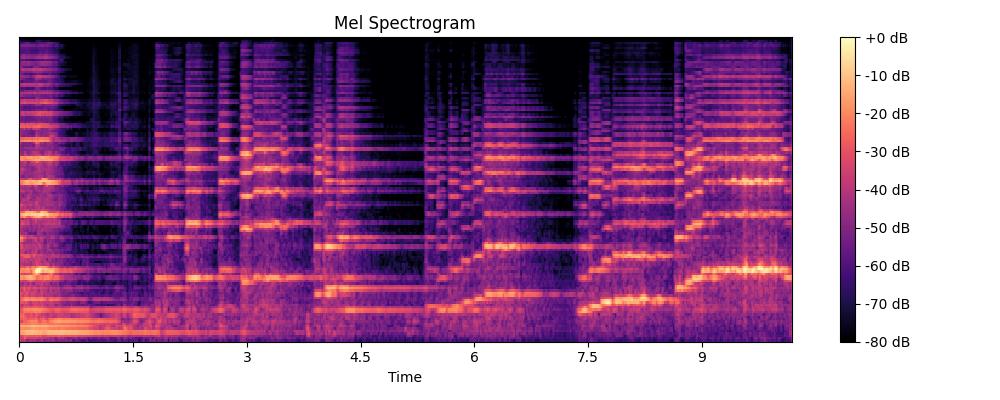 Mel Spectrogram
+0 dB
-10 dB
-20 dB
-30 dB
-40 dB
-50 dB
-60 dB
-70 dB
-80 dB
0 1.5 3 4.5 6 7.5 9
Time